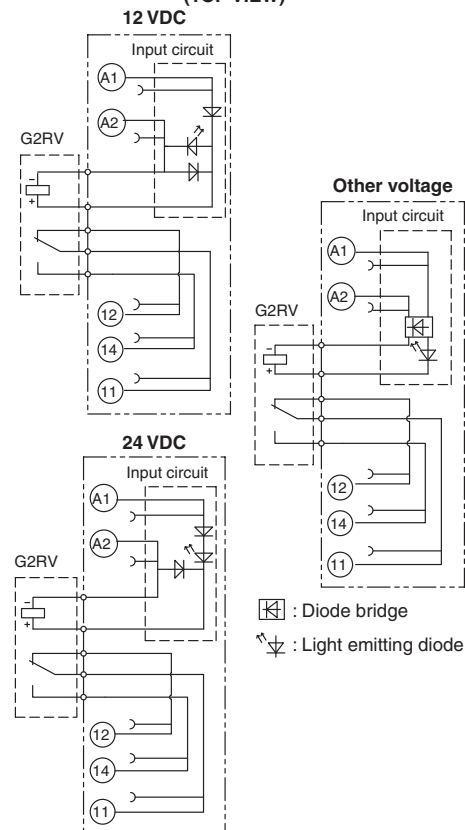 (TOP VIEW)
12 VDC
Input circuit
A1
A2
G2RV
–
+
12
14
11
Other voltage
Input circuit
A1
A2
G2RV
–
+
12
14
11
24 VDC
Input circuit
A1
A2
G2RV
–
+
12
14
11
: Diode bridge
: Light emitting diode